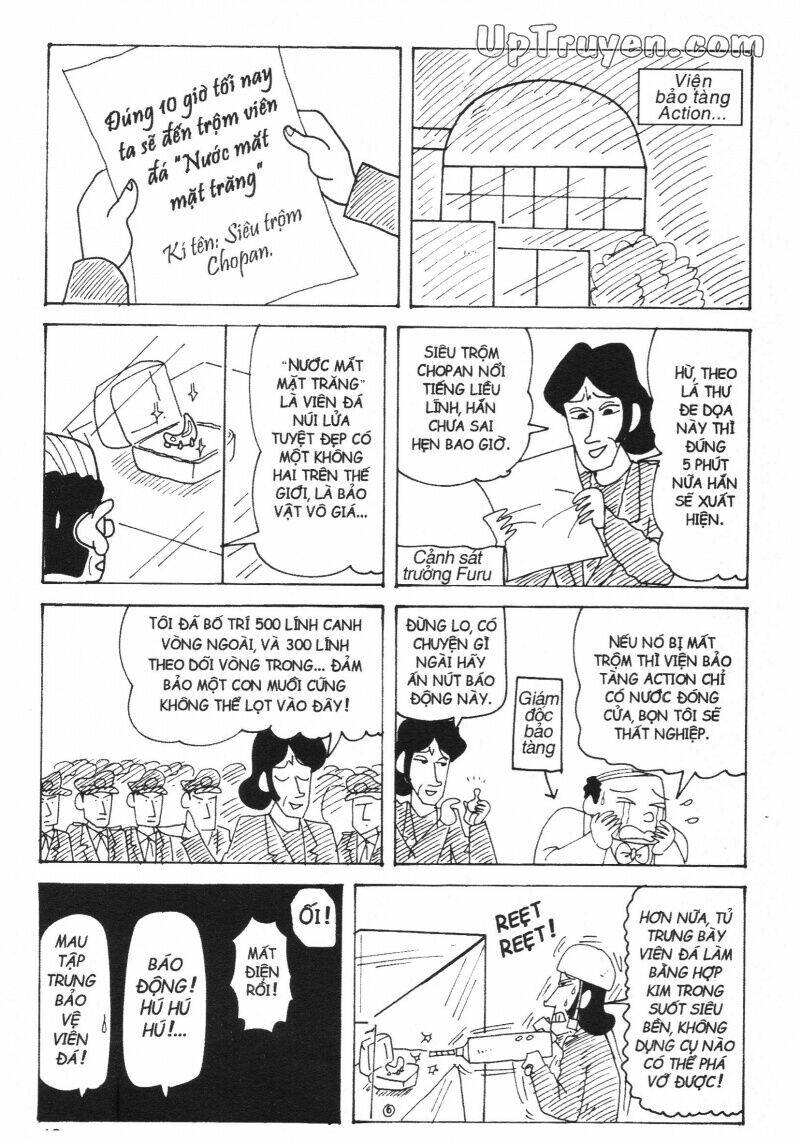 UpTruyen.com
Viện
bảo tàng
Action...
Đúng 10 giờ tối nay
ta sẽ đến trộm viên
đá "Nước mắt
mặt trăng"
Kí tên: Siêu trộm
Chopan.
HỪ, THEO
LÁ THƯ
ĐE DỌA
NÀY THÌ
ĐÚNG
5 PHÚT
NỮA HẮN
SẼ XUẤT
HIỆN.
SIÊU TRỘM
CHOPAN NỔI
TIẾNG LIỀU
LĨNH, HẮN
CHƯA SAI
HẸN BAO GIỜ.
Cảnh sát
trưởng Furu
"NƯỚC MẮT
MẶT TRĂNG"
LÀ VIÊN ĐÁ
NÚI LỬA
TUYỆT ĐẸP CÓ
MỘT KHÔNG
HAI TRÊN THẾ
GIỚI, LÀ BẢO
VẬT VÔ GIÁ...
NẾU NÓ BỊ MẤT
TRỘM THÌ VIỆN BẢO
TÀNG ACTION CHỈ
CÓ NƯỚC ĐÓNG
CỬA, BỌN TÔI SẼ
THẤT NGHIỆP.
Giám
đốc
bảo
tàng
ĐỪNG LO, CÓ
CHUYỆN GÌ
NGÀI HÃY
ẤN NÚT BÁO
ĐỘNG NÀY.
TÔI ĐÃ BỐ TRÍ 500 LÍNH CANH
VÒNG NGOÀI, VÀ 300 LÍNH
THEO DÕI VÒNG TRONG... ĐẢM
BẢO MỘT CON MUỖI CŨNG
KHÔNG THỂ LỌT VÀO ĐÂY!
HƠN NỮA, TỦ
TRƯNG BÀY
VIÊN ĐÁ LÀM
BẰNG HỢP
KIM TRONG
SUỐT SIÊU
BỀN, KHÔNG
DỤNG CỤ NÀO
CÓ THỂ PHÁ
VỠ ĐƯỢC!
REẸT
REẸT!
6
ỐI!
MẤT
ĐIỆN
RỒI!
BÁO
ĐỘNG!
HÚ HÚ
HÚ!...
MAU
TẬP
TRUNG
BẢO
VỆ
VIÊN
ĐÁ!